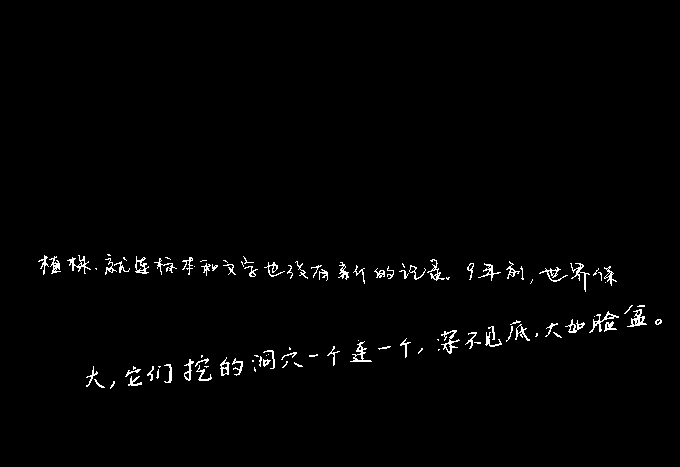 植株,就连标本和文字也没有新的记录。9年前,世界保
大,它们挖的洞穴一个连一个,深不见底,大如脸盆。